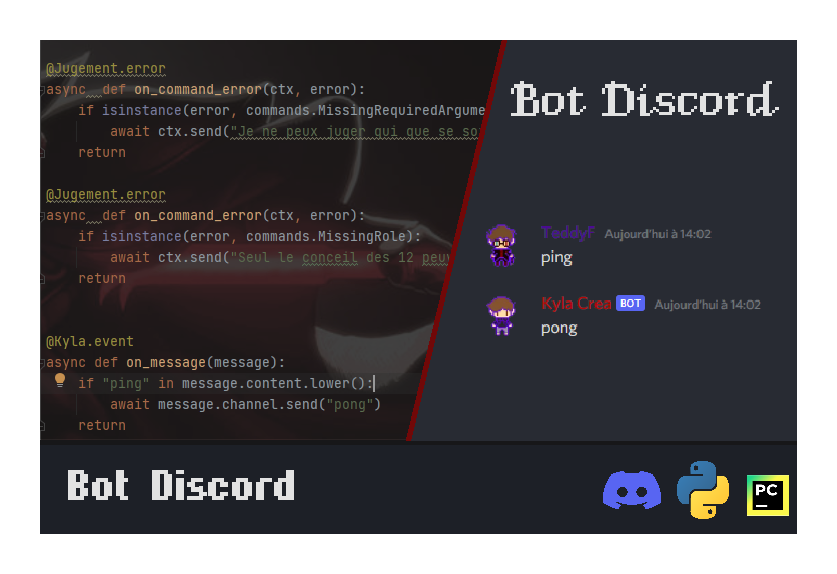 @Jugement.error
async def on_command_error(ctx, error):
if isinstance(error, commands.MissingRequiredArgume
await ctx.send("Je ne peux juger qui que se soi
return
@Jugement.error
async def on_command_error(ctx, error):
if isinstance(error, commands.MissingRole):
await ctx.send("Seul le conceil des 12 peuv
return
@Kyla.event
async def on_message(message):
if "ping" in message.content.lower():
await message.channel.send("pong")
return
Bot Discord
ToddyF Aujourd'hui à 14:02
ping
Kyla Crea BOT Aujourd'hui à 14:02
pong
Bot Discord
PC